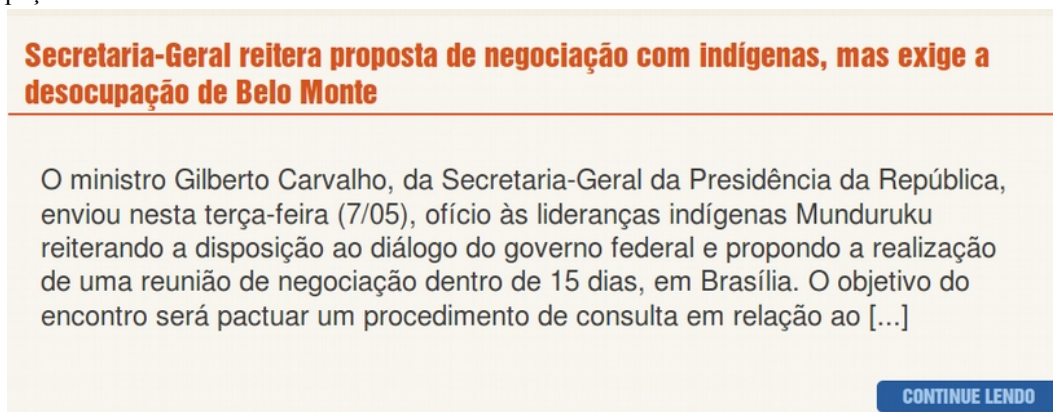 Secretaria-Geral reitera proposta de negociação com indígenas, mas exige a
desocupação de Belo Monte
O ministro Gilberto Carvalho, da Secretaria-Geral da Presidência da República,
enviou nesta terça-feira (7/05), ofício às lideranças indígenas Munduruku
reiterando a disposição ao diálogo do governo federal e propondo a realização
de uma reunião de negociação dentro de 15 dias, em Brasília. O objetivo do
encontro será pactuar um procedimento de consulta em relação ao [...]
CONTINUE LENDO